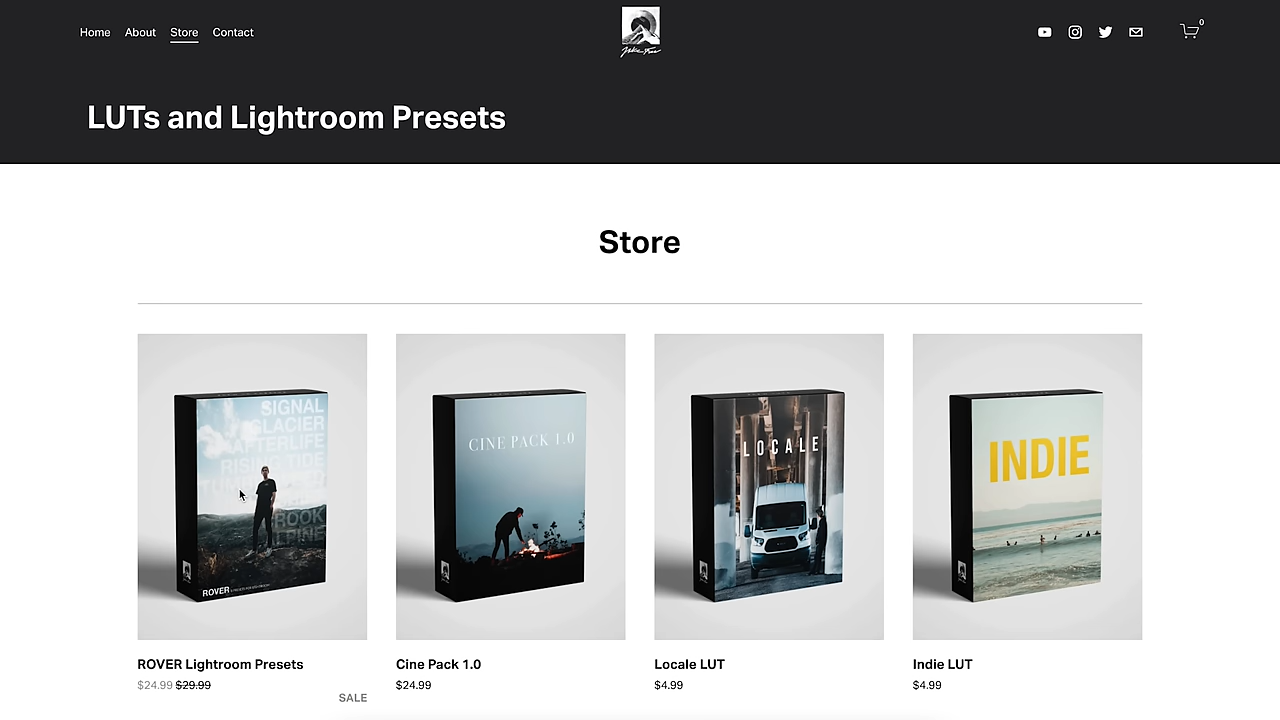 Home About Store Contact
0
LUTs and Lightroom Presets
Store
SIGNAL
GLACIER
AFTERLIFE
RISING TIDE
ROOK
ROVER
CINE PACK 1.0
LOCALE
INDIE
ROVER Lightroom Presets
$24.99 $29.99
SALE
Cine Pack 1.0
$24.99
Locale LUT
$4.99
Indie LUT
$4.99